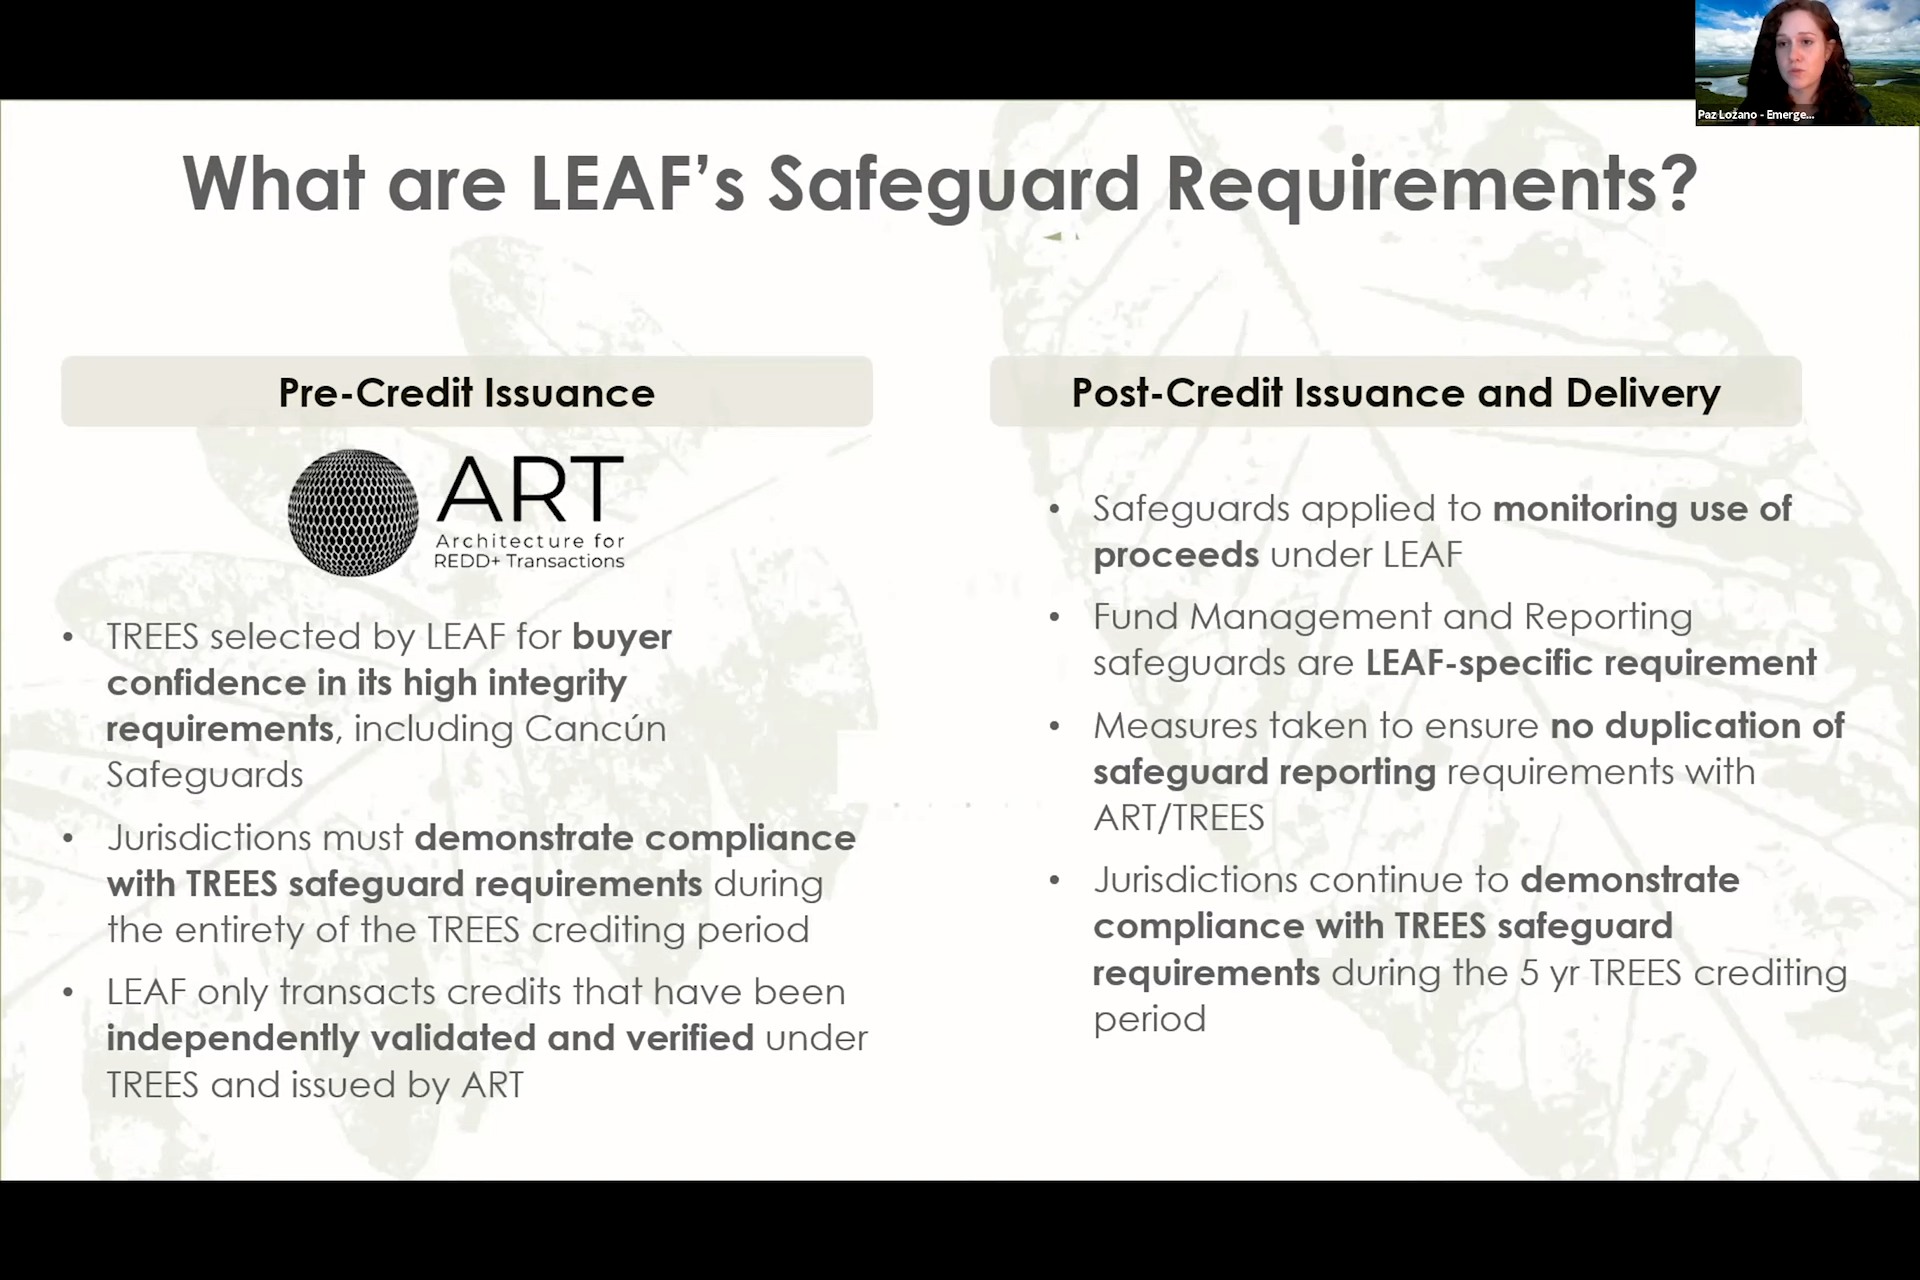 Paz Lozano - Emerge...
What are LEAF’s Safeguard Requirements?
Pre-Credit Issuance
ART
Architecture for
REDD+ Transactions
• TREES selected by LEAF for buyer
confidence in its high integrity
requirements, including Cancún
Safeguards
• Jurisdictions must demonstrate compliance
with TREES safeguard requirements during
the entirety of the TREES crediting period
• LEAF only transacts credits that have been
independently validated and verified under
TREES and issued by ART
Post-Credit Issuance and Delivery
• Safeguards applied to monitoring use of
proceeds under LEAF
• Fund Management and Reporting
safeguards are LEAF-specific requirement
• Measures taken to ensure no duplication of
safeguard reporting requirements with
ART/TREES
• Jurisdictions continue to demonstrate
compliance with TREES safeguard
requirements during the 5 yr TREES crediting
period